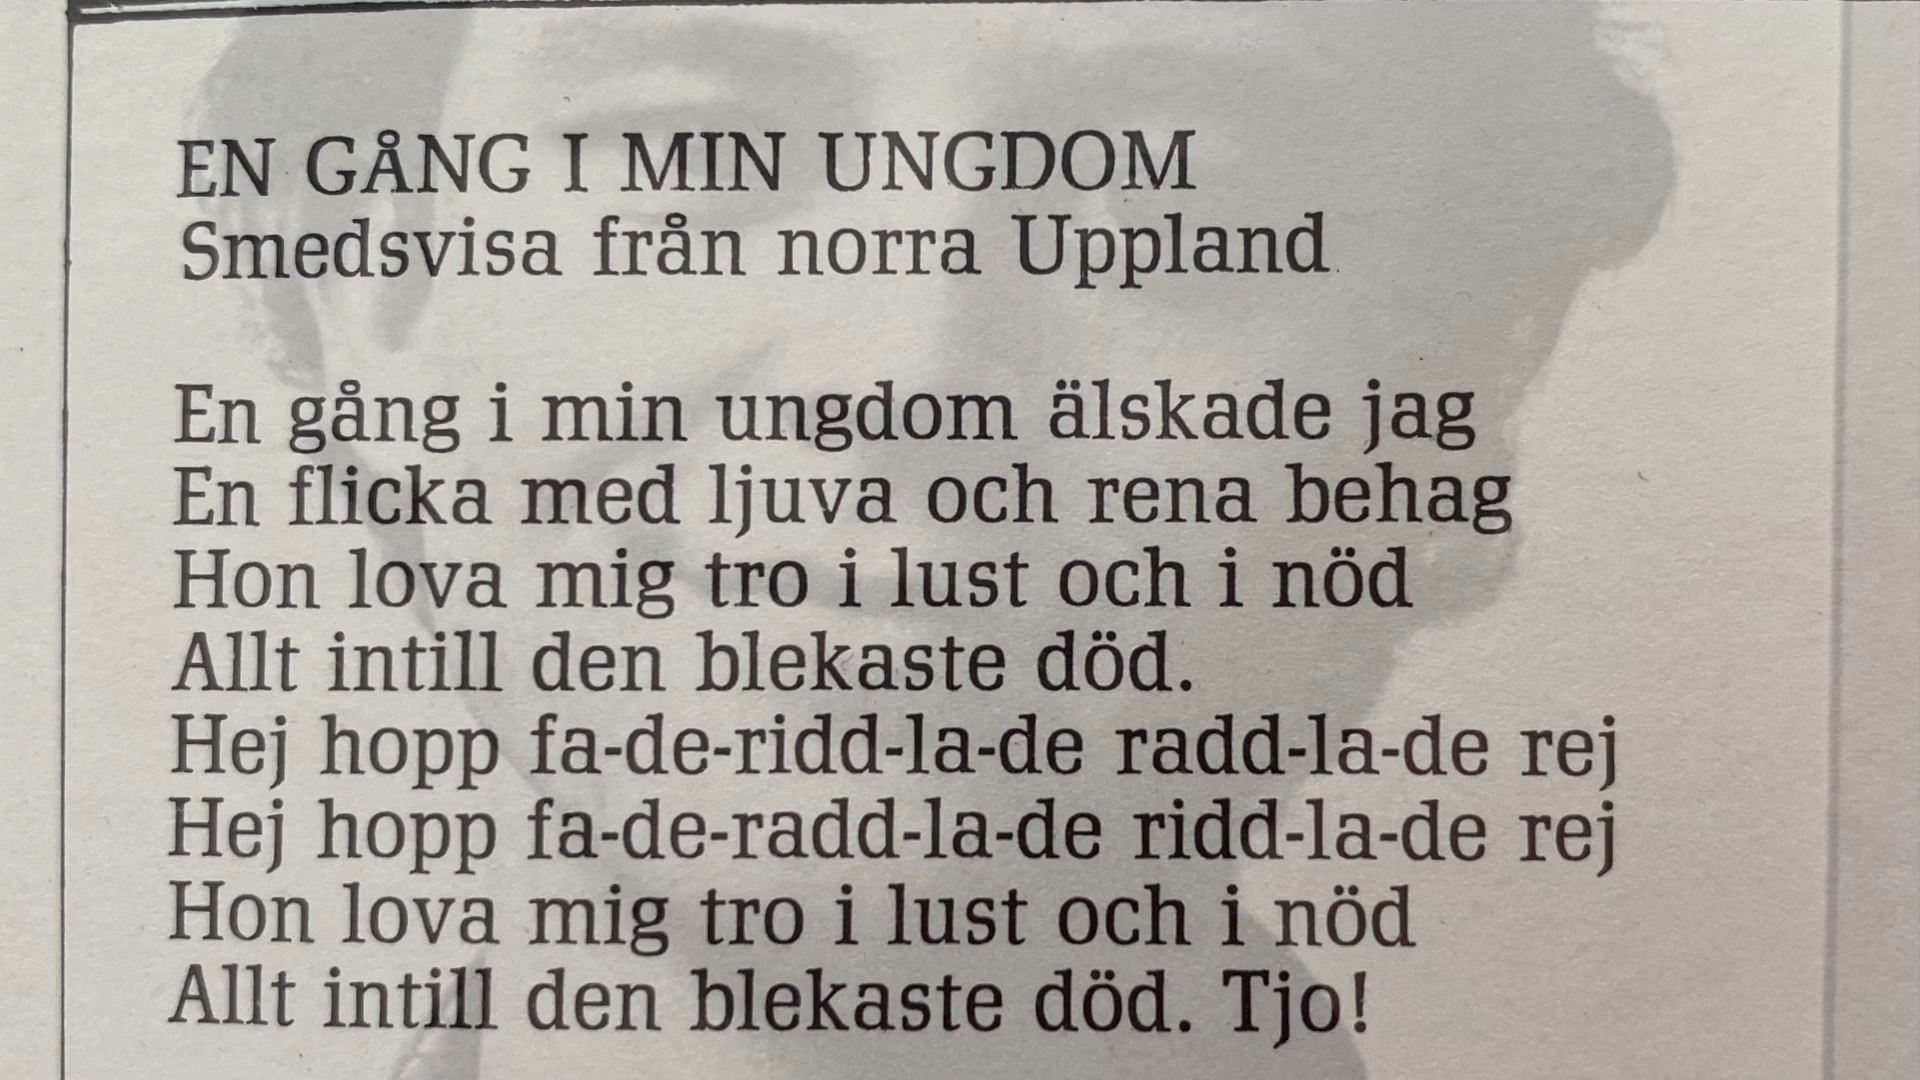 EN GÅNG I MIN UNGDOM
Smedsvisa från norra Uppland
En gång i min ungdom älskade jag
En flicka med ljuva och rena behag
Hon lova mig tro i lust och i nöd
Allt intill den blekaste död.
Hej hopp fa-de-ridd-la-de radd-la-de rej
Hej hopp fa-de-radd-la-de ridd-la-de rej
Hon lova mig tro i lust och i nöd
Allt intill den blekaste död. Tjo!